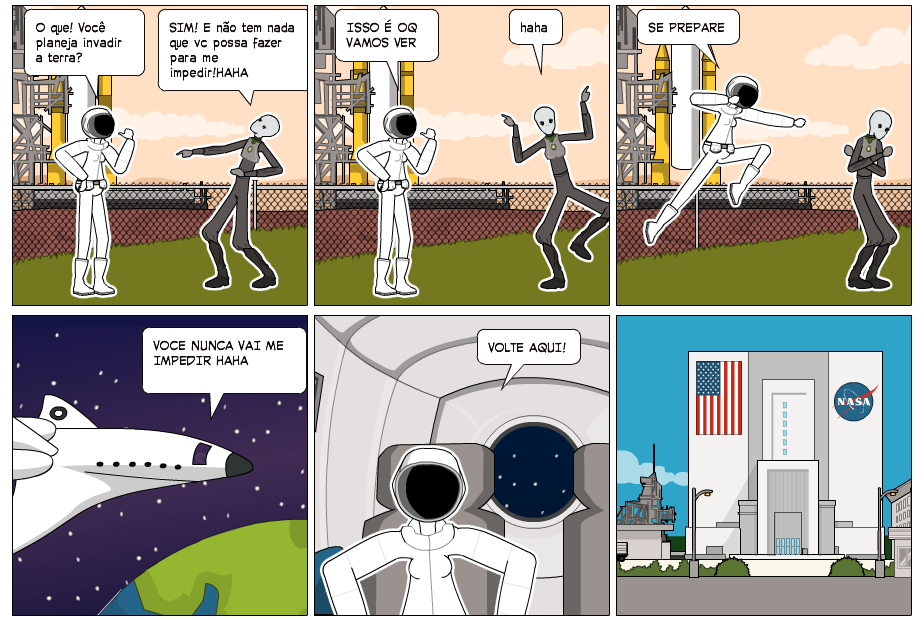 O que! Você
planeja invadir
a terra?
SIM! E não tem nada
que vc possa fazer
para me
impedir!HAHA
ISSO É OQ
VAMOS VER
haha
SE PREPARE
VOCE NUNCA VAI ME
IMPEDIR HAHA
VOLTE AQUI!
NASA